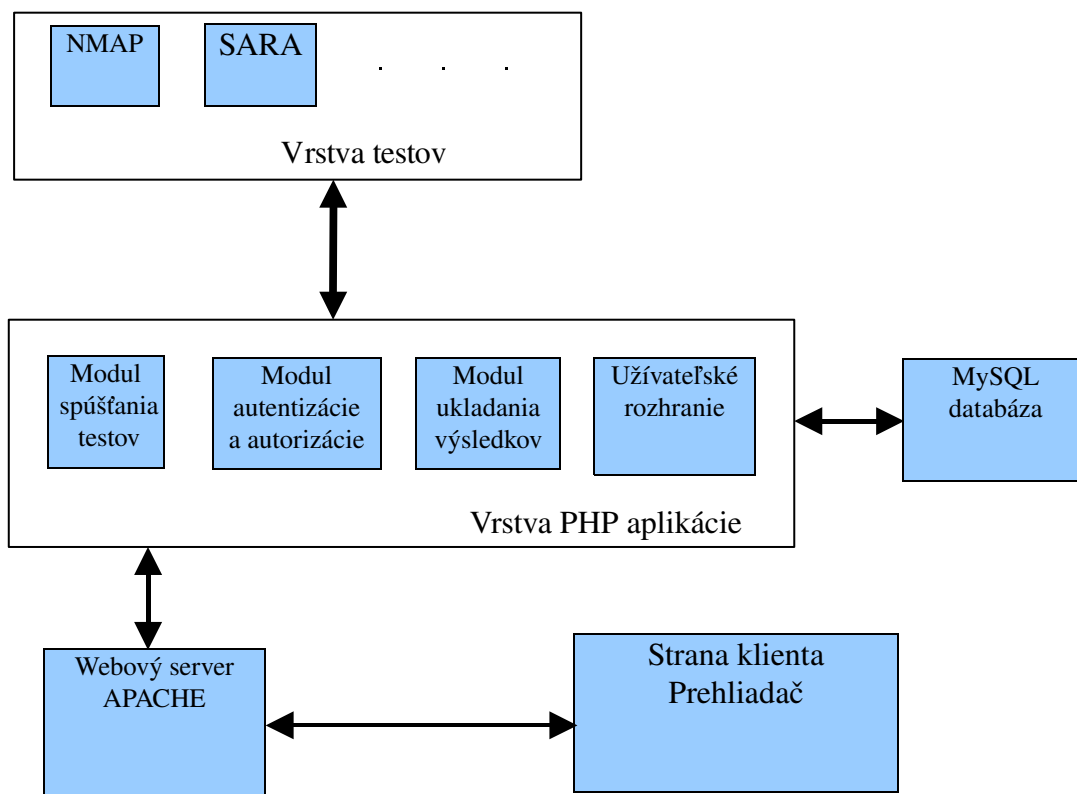 NMAP
SARA
. . .
Vrstva testov
Modul
spúšťania
testov
Modul
autentizácie
a autorizácie
Modul
ukladania
výsledkov
Užívateľské
rozhranie
Vrstva PHP aplikácie
MySQL
databáza
Webový server
APACHE
Strana klienta
Prehliadač